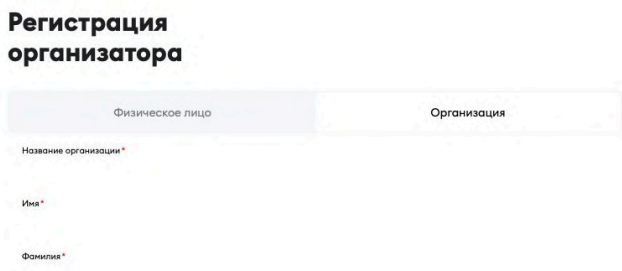 Регистрация
организатора
Физическое лицо
Организация
Название организации*
Имя*
Фамилия*